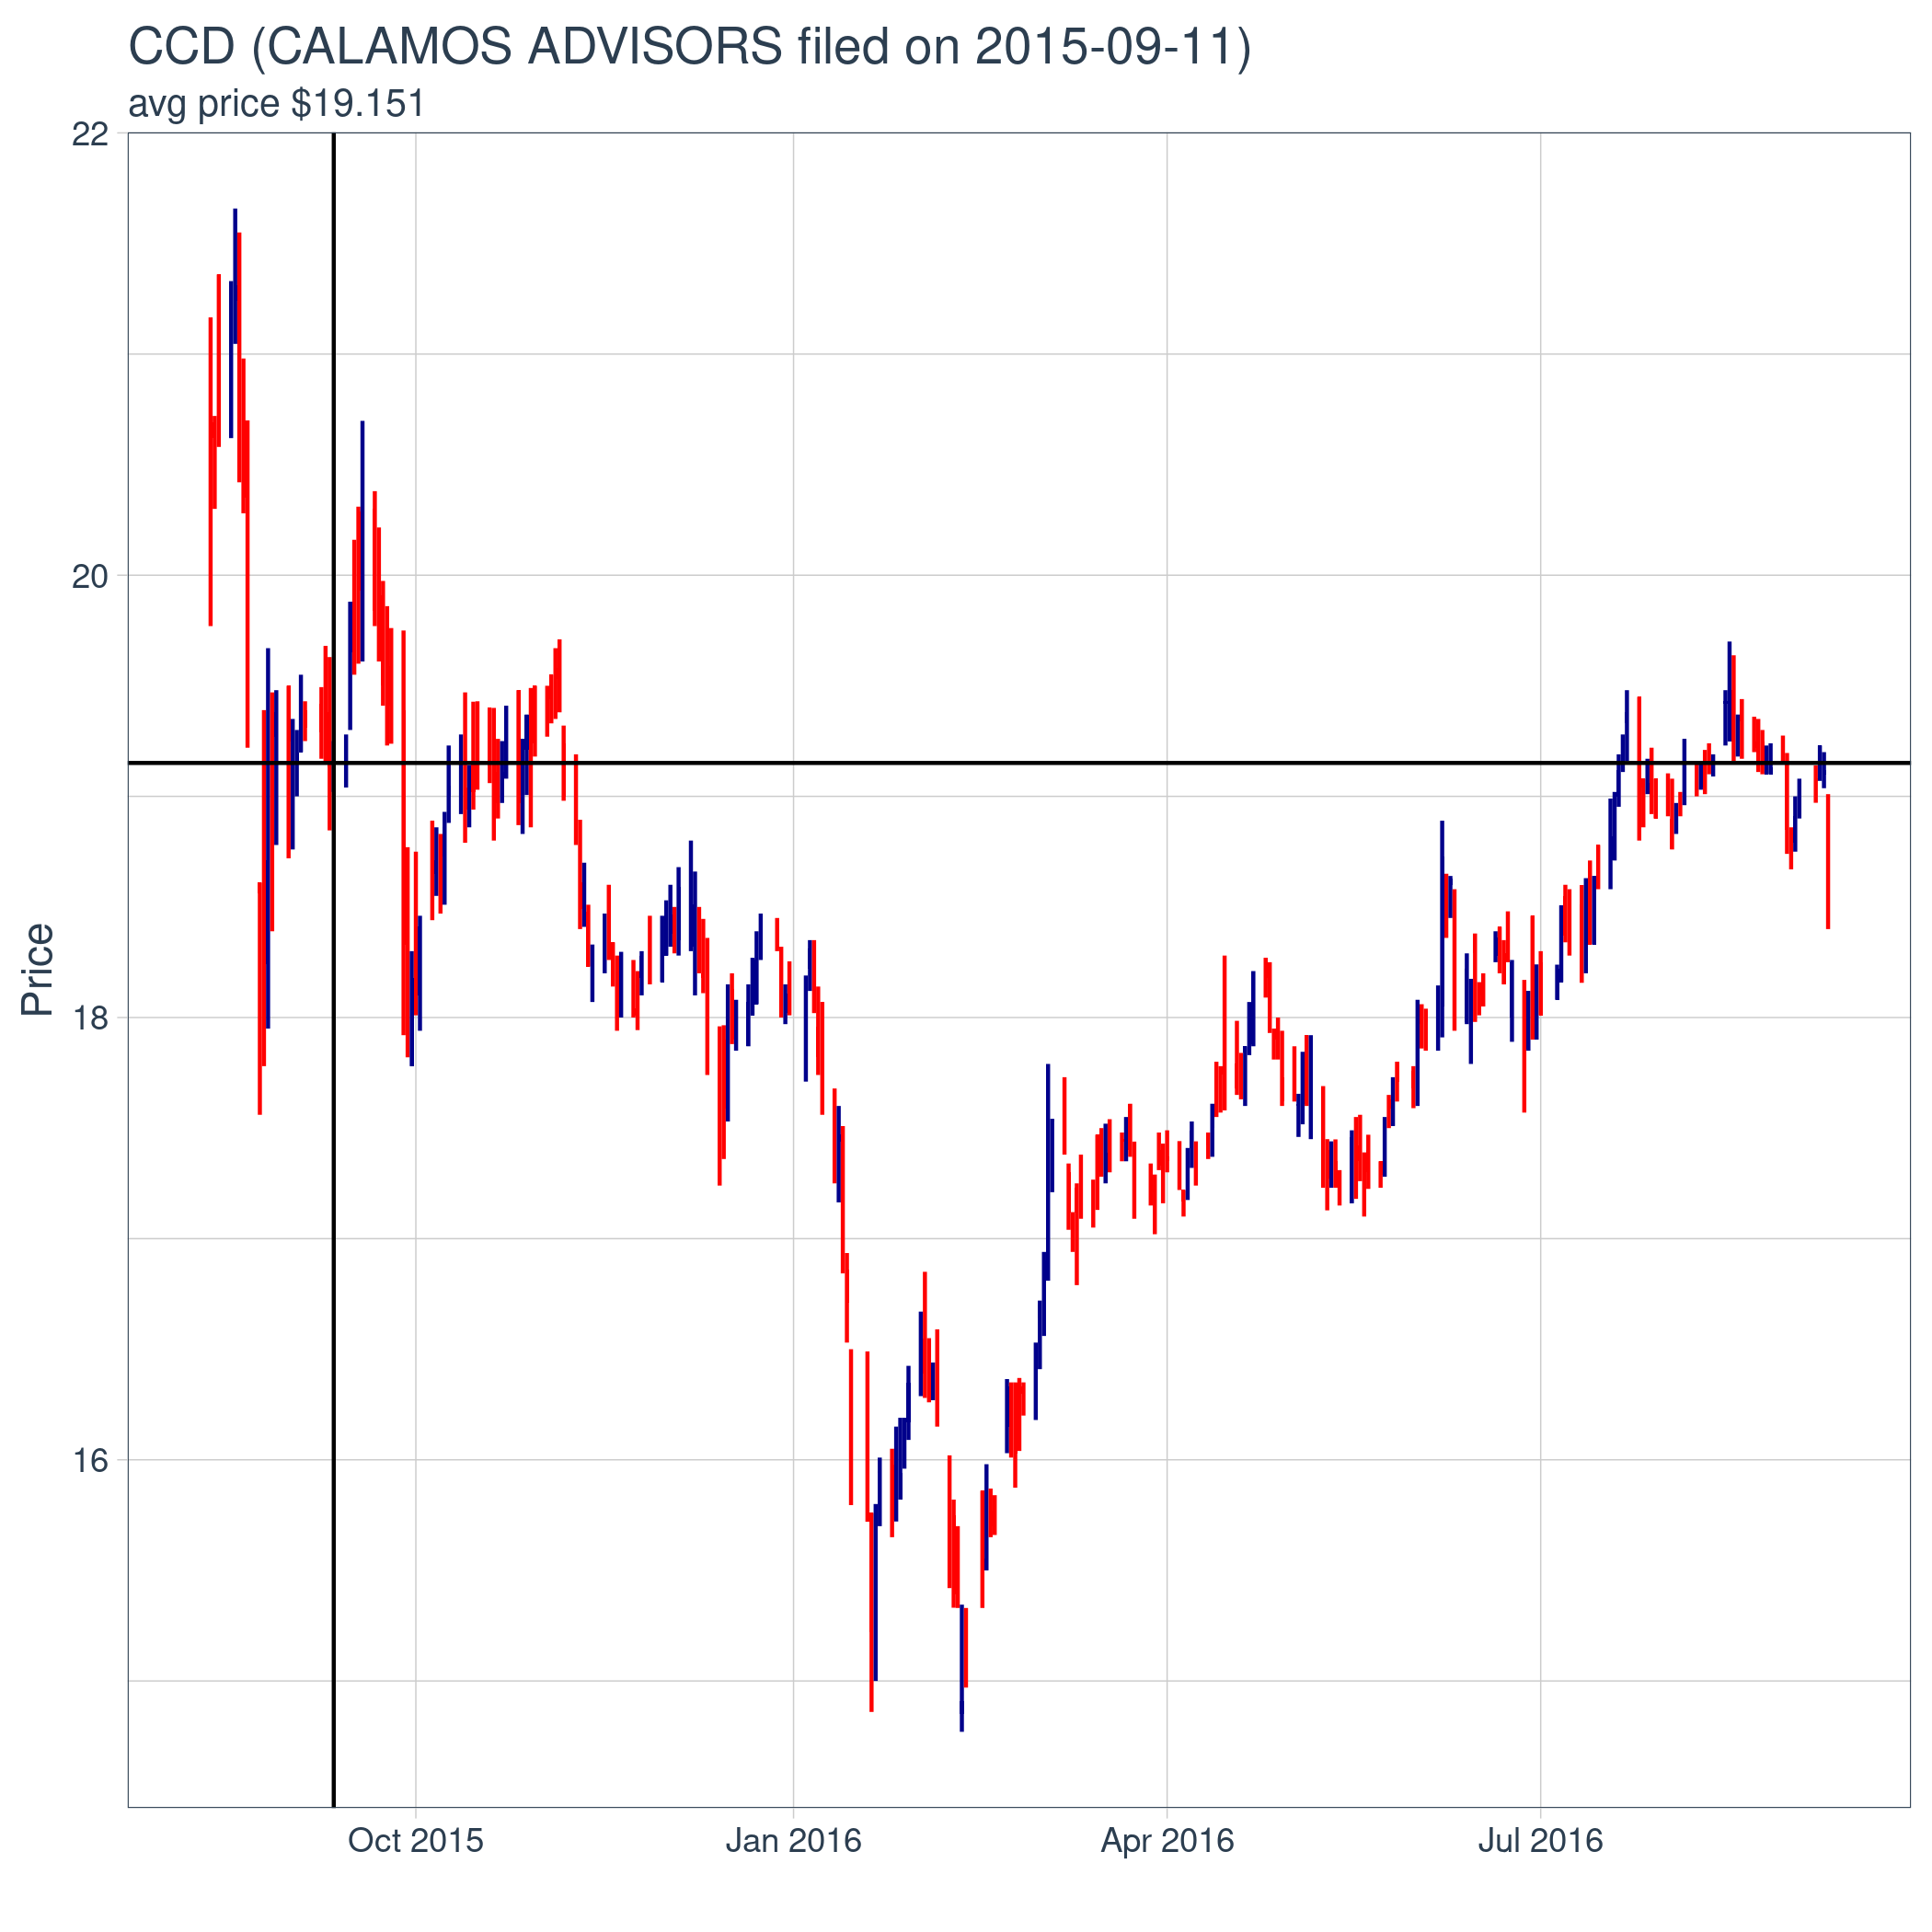 CCD (CALAMOS ADVISORS filed on 2015-09-11)
avg price $19.151
22
20
18
16
Price
Oct 2015
Jan 2016
Apr 2016
Jul 2016